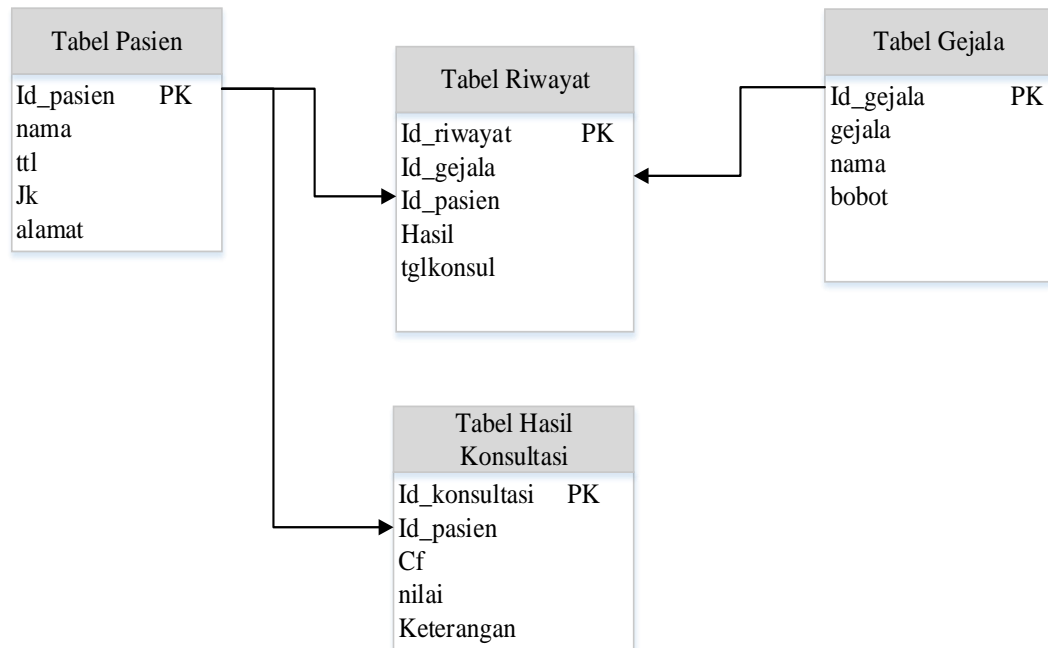 Tabel Pasien
Id_pasien PK
nama
ttl
Jk
alamat
Tabel Riwayat
Id_riwayat PK
Id_gejala
Id_pasien
Hasil
tglkonsul
Tabel Gejala
Id_gejala PK
gejala
nama
bobot
Tabel Hasil
Konsultasi
Id_konsultasi PK
Id_pasien
Cf
nilai
Keterangan